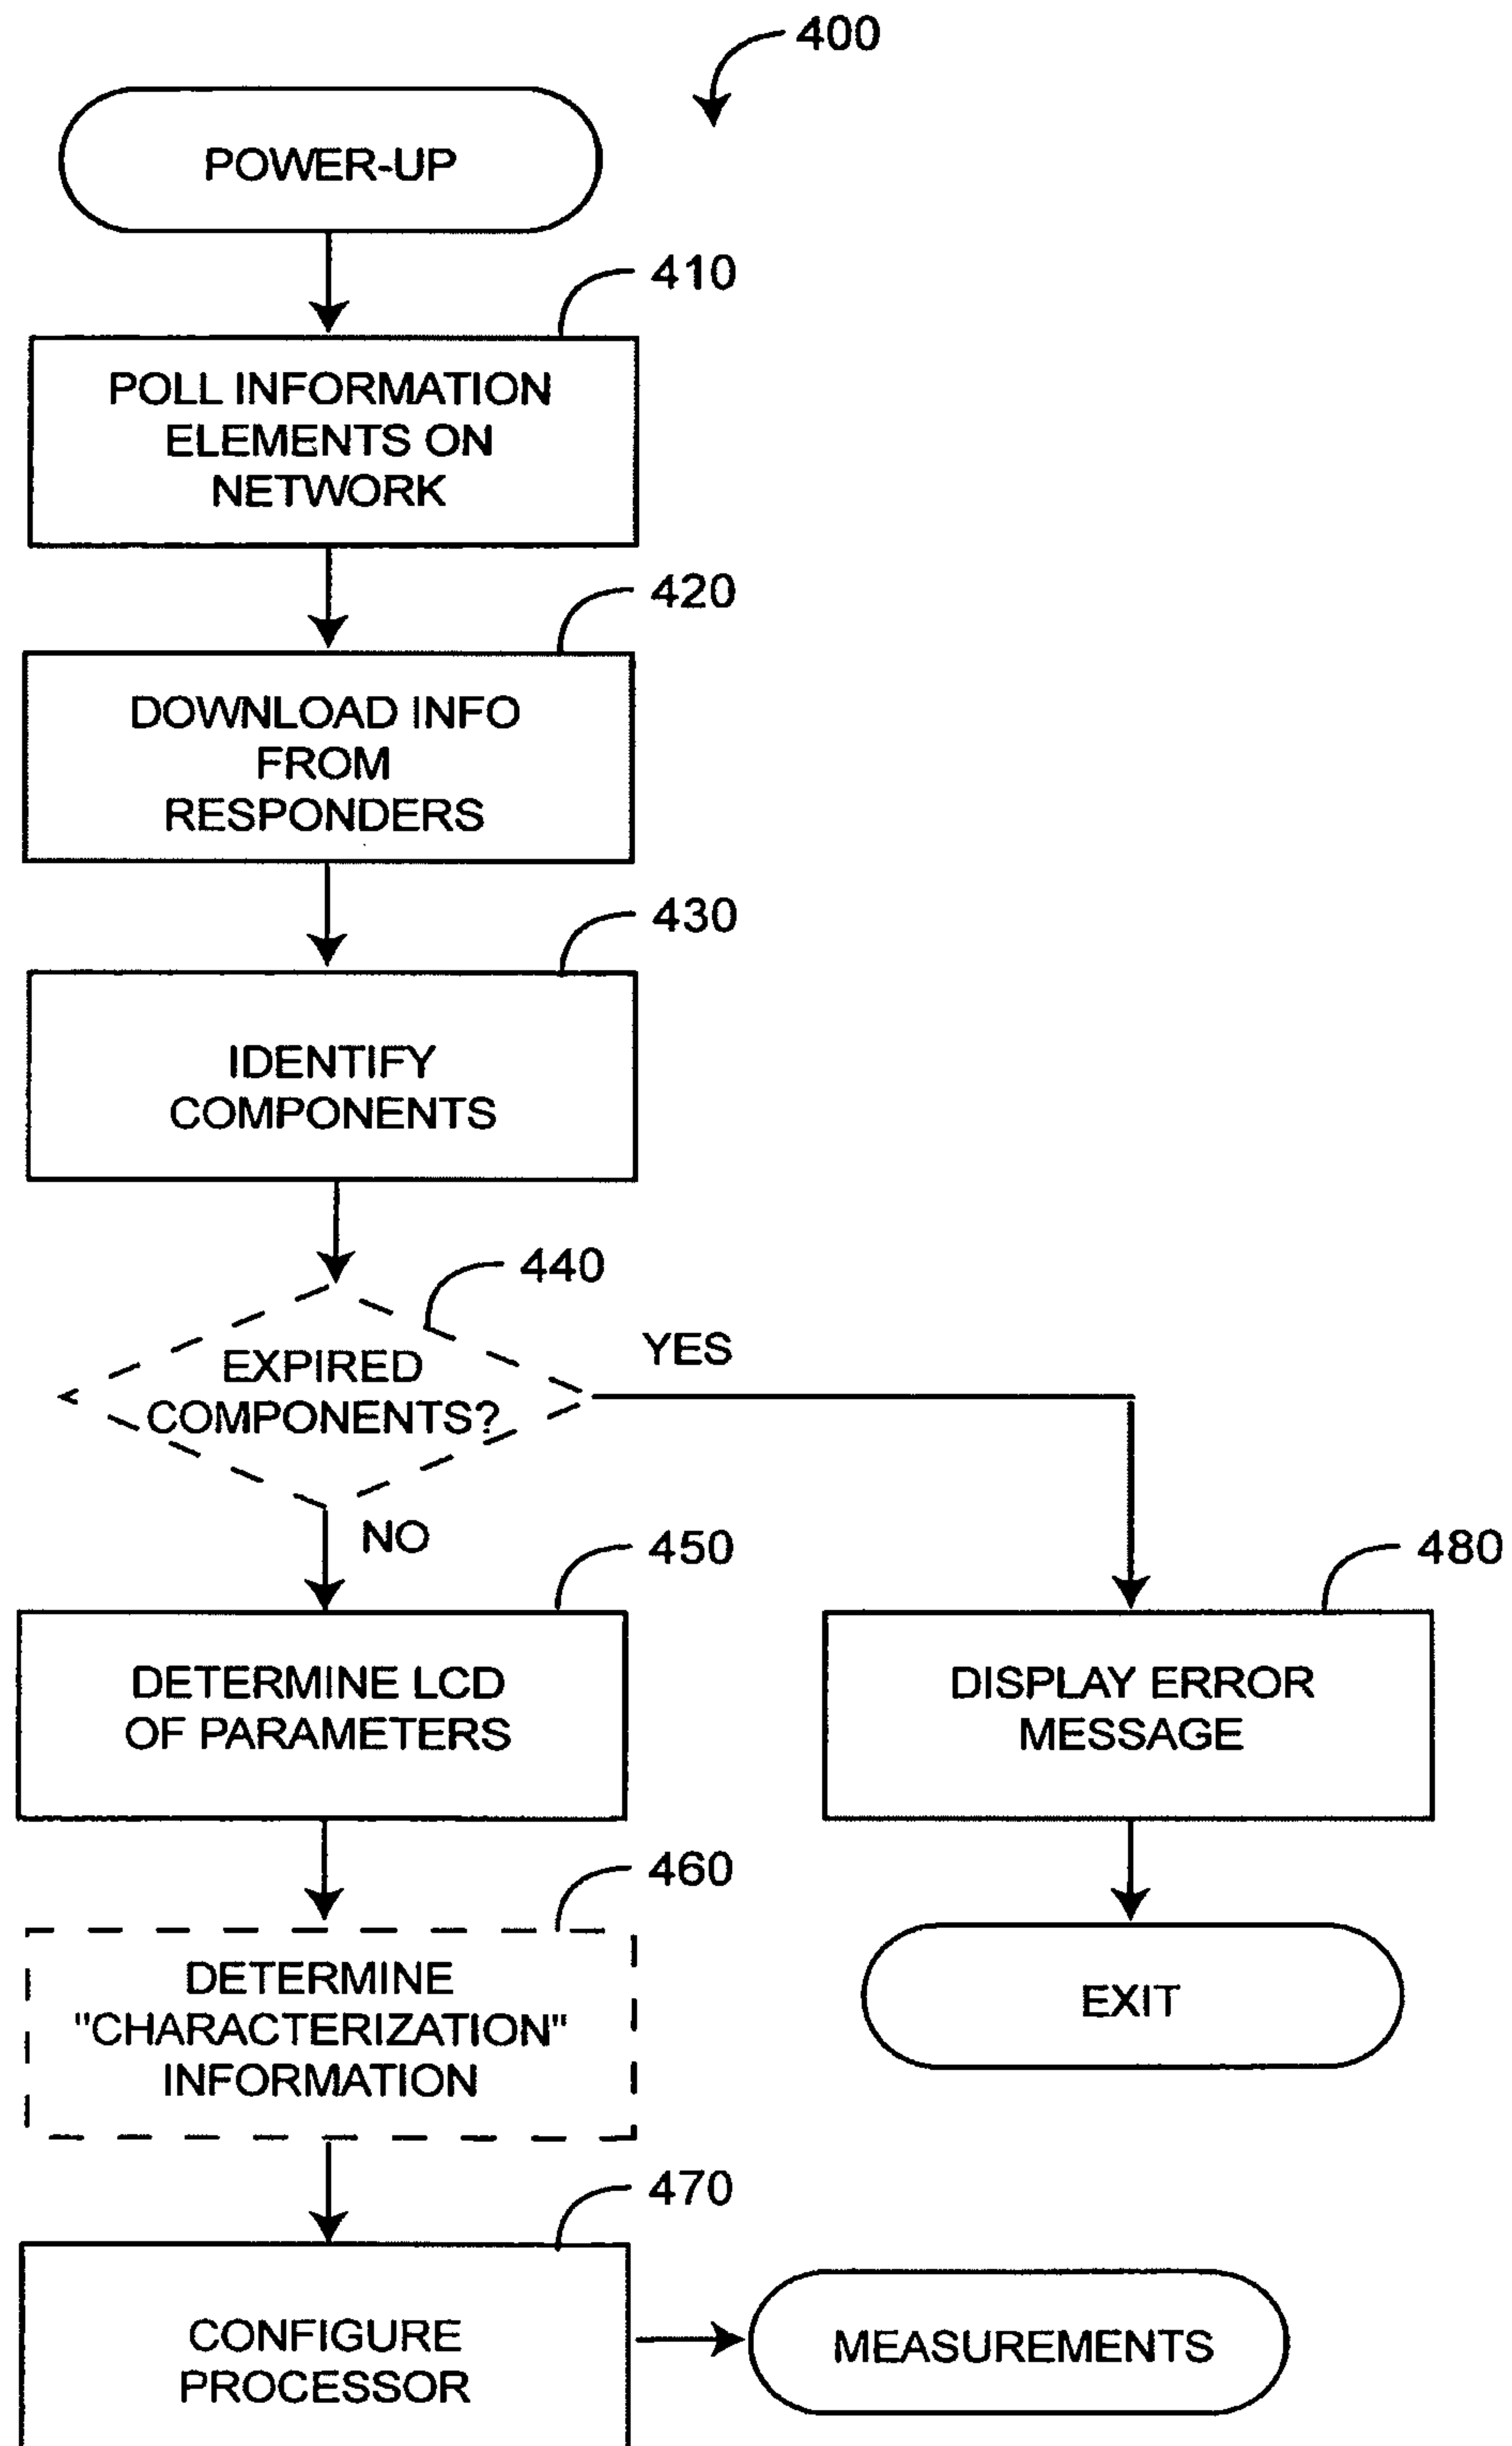 400
POWER-UP
410
POLL INFORMATION
ELEMENTS ON
NETWORK
420
DOWNLOAD INFO
FROM
RESPONDERS
430
IDENTIFY
COMPONENTS
440
EXPIRED
COMPONENTS?
YES
NO
450
DETERMINE LCD
OF PARAMETERS
480
DISPLAY ERROR
MESSAGE
460
DETERMINE
"CHARACTERIZATION"
INFORMATION
EXIT
470
CONFIGURE
PROCESSOR
MEASUREMENTS